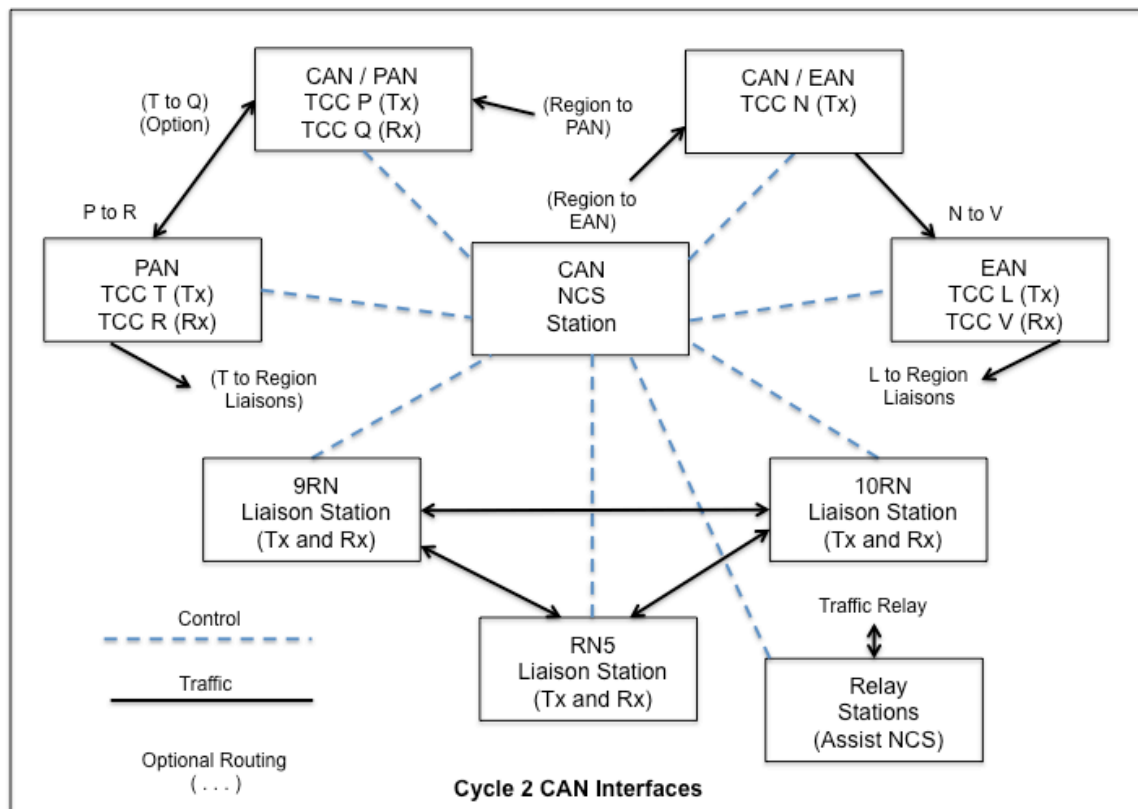 CAN / PAN
TCC P (Tx)
TCC Q (Rx)
CAN / EAN
TCC N (Tx)
(T to Q)
(Option)
(Region to
PAN)
(Region to
EAN)
P to R
N to V
PAN
TCC T (Tx)
TCC R (Rx)
CAN
NCS
Station
EAN
TCC L (Tx)
TCC V (Rx)
(T to Region
Liaisons)
L to Region
Liaisons
9RN
Liaison Station
(Tx and Rx)
10RN
Liaison Station
(Tx and Rx)
RN5
Liaison Station
(Tx and Rx)
Traffic Relay
Relay
Stations
(Assist NCS)
Control
Traffic
Optional Routing
( . . . )
Cycle 2 CAN Interfaces